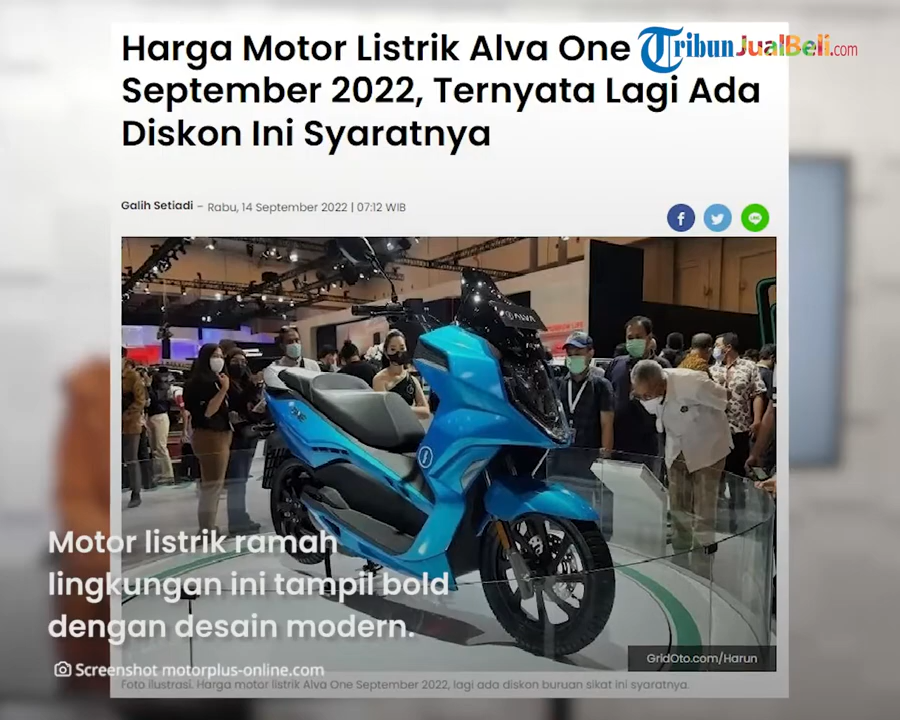 Harga Motor Listrik Alva One
September 2022, Ternyata Lagi Ada
Diskon Ini Syaratnya
TribunJualBeli.com
Galih Setiadi - Rabu, 14 September 2022 | 07:12 WIB
ALVA
Motor listrik ramah
lingkungan ini tampil bold
dengan desain modern.
GridOto.com/Harun
Screenshot motorplus-online.com
Foto ilustrasi. Harga motor listrik Alva One September 2022, lagi ada diskon buruan sikat ini syaratnya.